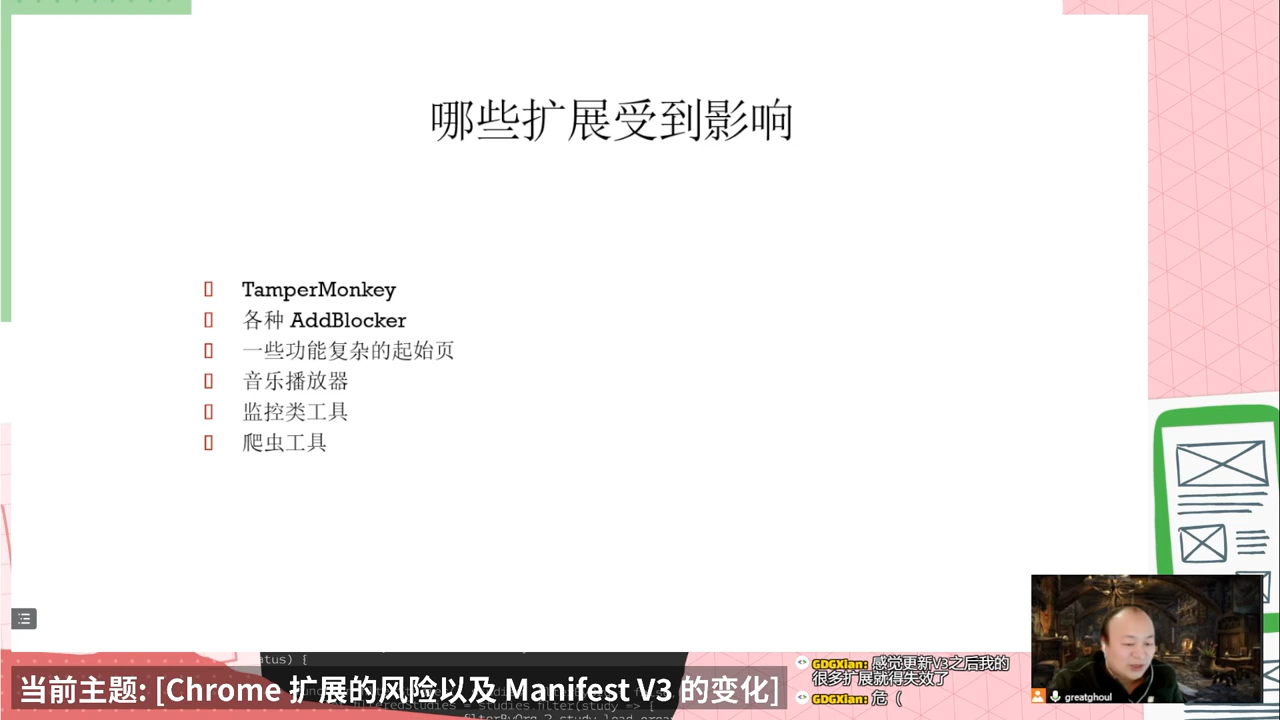 哪些扩展受到影响
TamperMonkey
各种 AddBlocker
一些功能复杂的起始页
音乐播放器
监控类工具
爬虫工具
atus) {
当前主题: [Chrome 扩展的风险以及 Manifest V3 的变化]
GDGXian: 感觉更新V3之后我的
很多扩展就得失效了
GDGXian: 危（
greatghoul